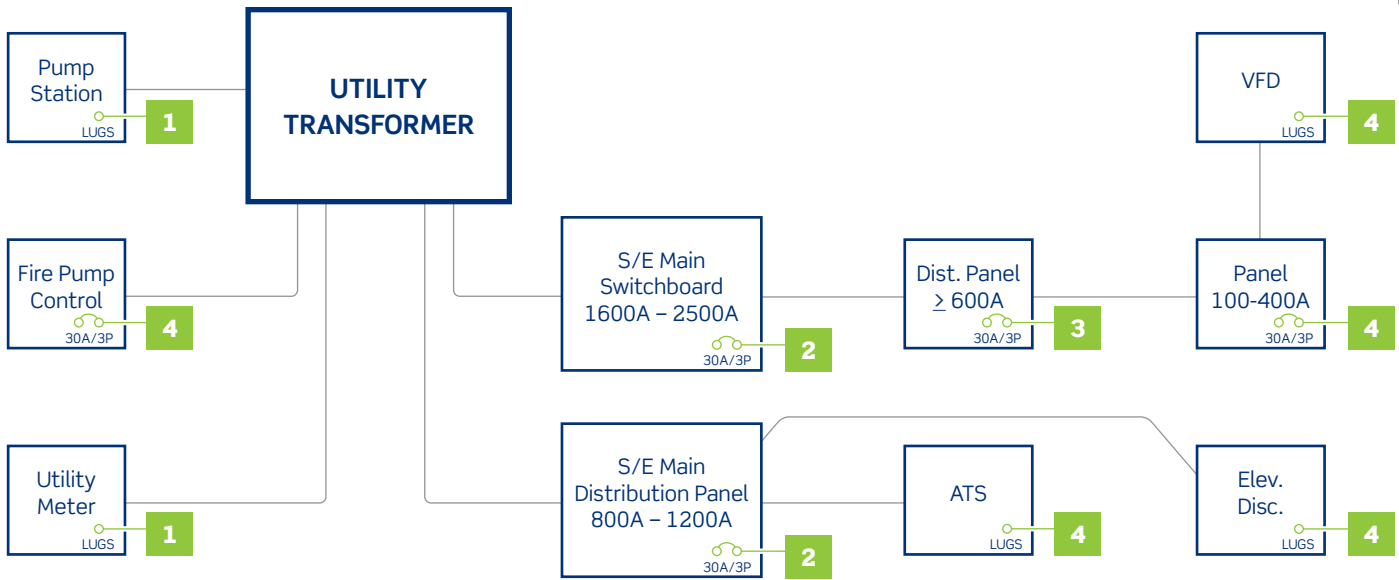 Pump
Station
LUGS
1
UTILITY
TRANSFORMER
VFD
LUGS
4
Fire Pump
Control
30A/3P
4
S/E Main
Switchboard
1600A – 2500A
30A/3P
2
Dist. Panel
≥ 600A
30A/3P
3
Panel
100-400A
30A/3P
4
Utility
Meter
LUGS
1
S/E Main
Distribution Panel
800A – 1200A
30A/3P
2
ATS
LUGS
4
Elev.
Disc.
LUGS
4